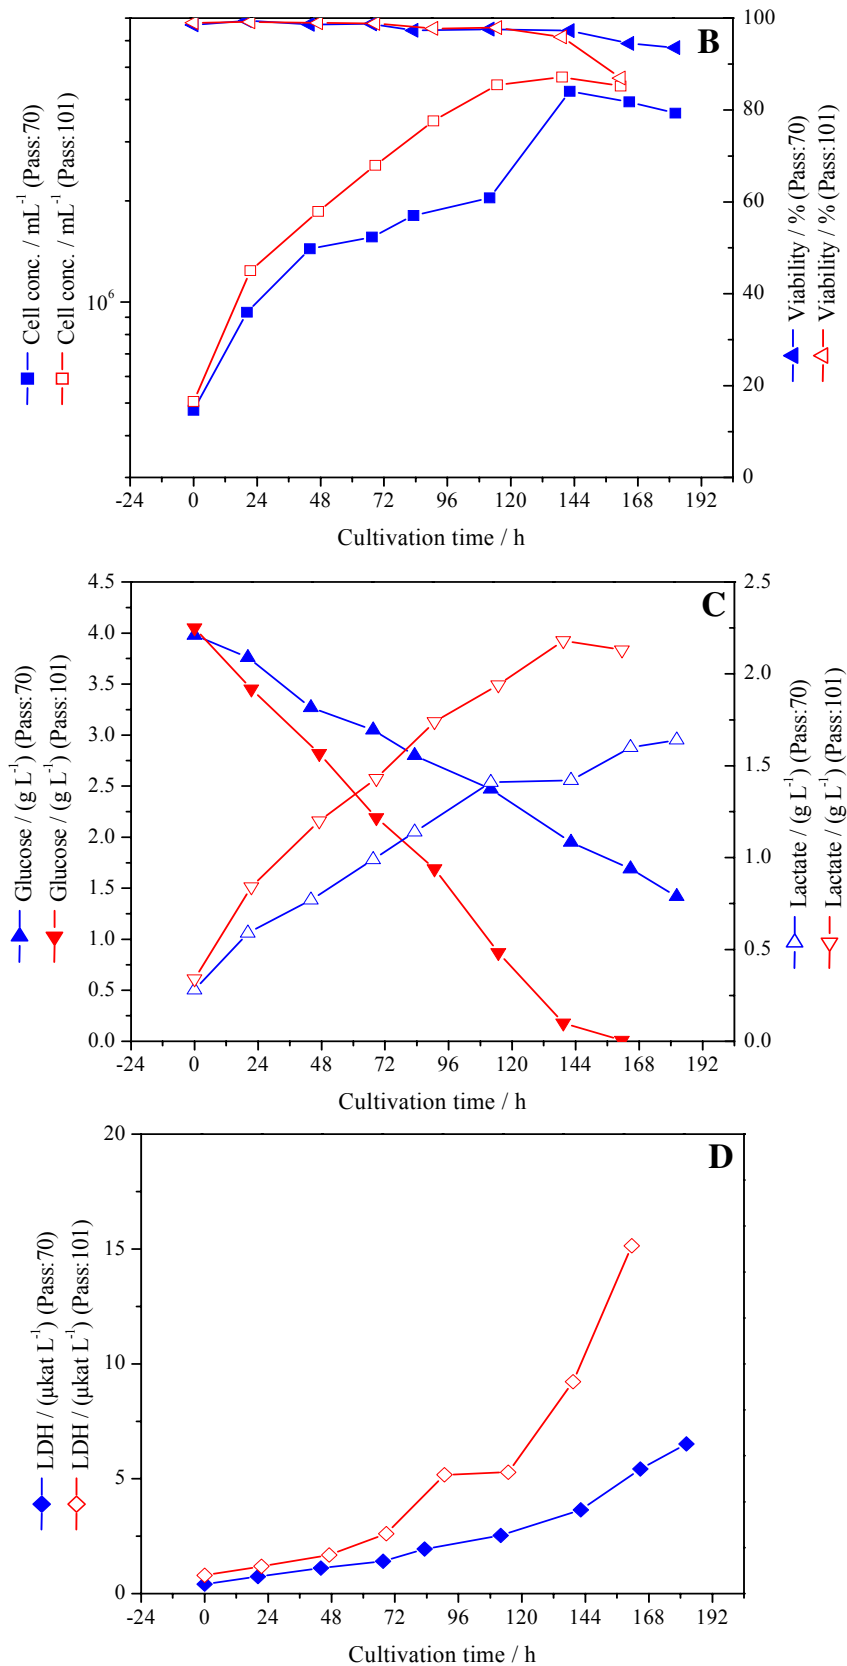 B
Cell conc. / mL⁻¹ (Pass:70)
Cell conc. / mL⁻¹ (Pass:101)
10⁶
100
80
60
40
20
0
Viability / % (Pass:70)
Viability / % (Pass:101)
-24 0 24 48 72 96 120 144 168 192
Cultivation time / h
C
Glucose / (g L⁻¹) (Pass:70)
Glucose / (g L⁻¹) (Pass:101)
4.5
4.0
3.5
3.0
2.5
2.0
1.5
1.0
0.5
0.0
2.5
2.0
1.5
1.0
0.5
0.0
Lactate / (g L⁻¹) (Pass:70)
Lactate / (g L⁻¹) (Pass:101)
-24 0 24 48 72 96 120 144 168 192
Cultivation time / h
D
LDH / (µkat L⁻¹) (Pass:70)
LDH / (µkat L⁻¹) (Pass:101)
20
15
10
5
0
-24 0 24 48 72 96 120 144 168 192
Cultivation time / h